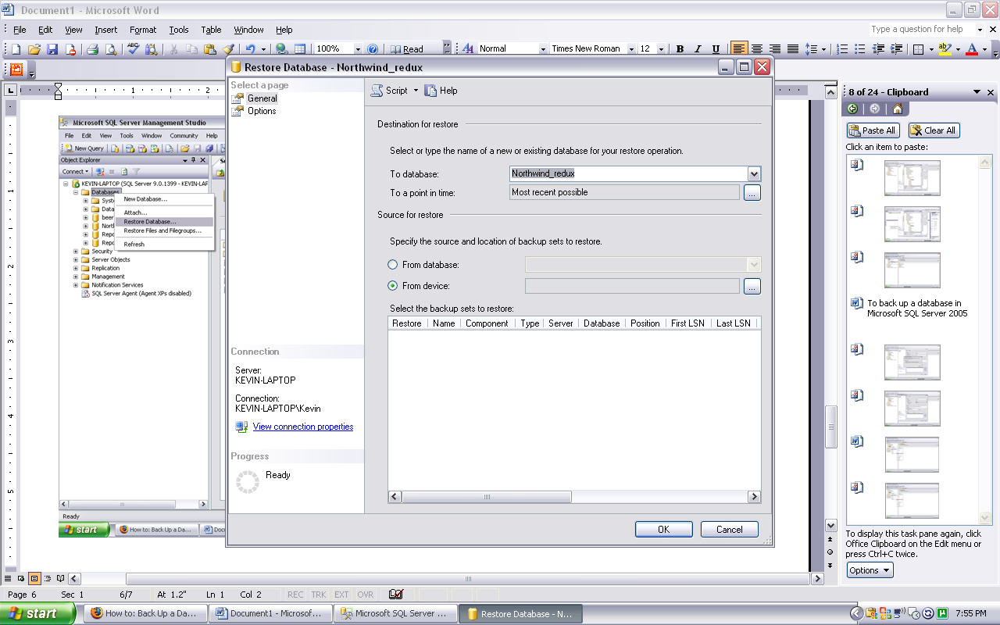 Document1 - Microsoft Word
File Edit View Insert Format Tools Table Window Help
Type a question for help
100% Read Normal Times New Roman 12 B I U
Restore Database - Northwind_redux
Select a page
General
Options
Script Help
Destination for restore
Select or type the name of a new or existing database for your restore operation.
To database: Northwind_redux
To a point in time: Most recent possible ...
Source for restore
Specify the source and location of backup sets to restore.
From database:
From device: ...
Select the backup sets to restore:
Restore Name Component Type Server Database Position First LSN Last LSN
Connection
Server:
KEVIN-LAPTOP
Connection:
KEVIN-LAPTOP\Kevin
View connection properties
Progress
Ready
OK Cancel
Microsoft SQL Server Management Studio
File Edit View Tools Window Community Help
New Query
Object Explorer
Connect
KEVIN-LAPTOP (SQL Server 9.0.1399 - KEVIN-LAP
Databases
Syste
Data
beer
North
Repo
Repo
New Database...
Attach...
Restore Database...
Restore Files and Filegroups...
Refresh
Security
Server Objects
Replication
Management
Notification Services
SQL Server Agent (Agent XPs disabled)
Ready
start How to: Back Up a Da... Doc
8 of 24 - Clipboard
Paste All Clear All
Click an item to paste:
To back up a database in
Microsoft SQL Server 2005
To display this task pane again, click
Office Clipboard on the Edit menu or
press Ctrl+C twice.
Options
Page 6 Sec 1 6/7 At 1.2" Ln 1 Col 2 REC TRK EXT OVR
start How to: Back Up a Da... Document1 - Microsof... Microsoft SQL Server ... Restore Database - N... 7:55 PM